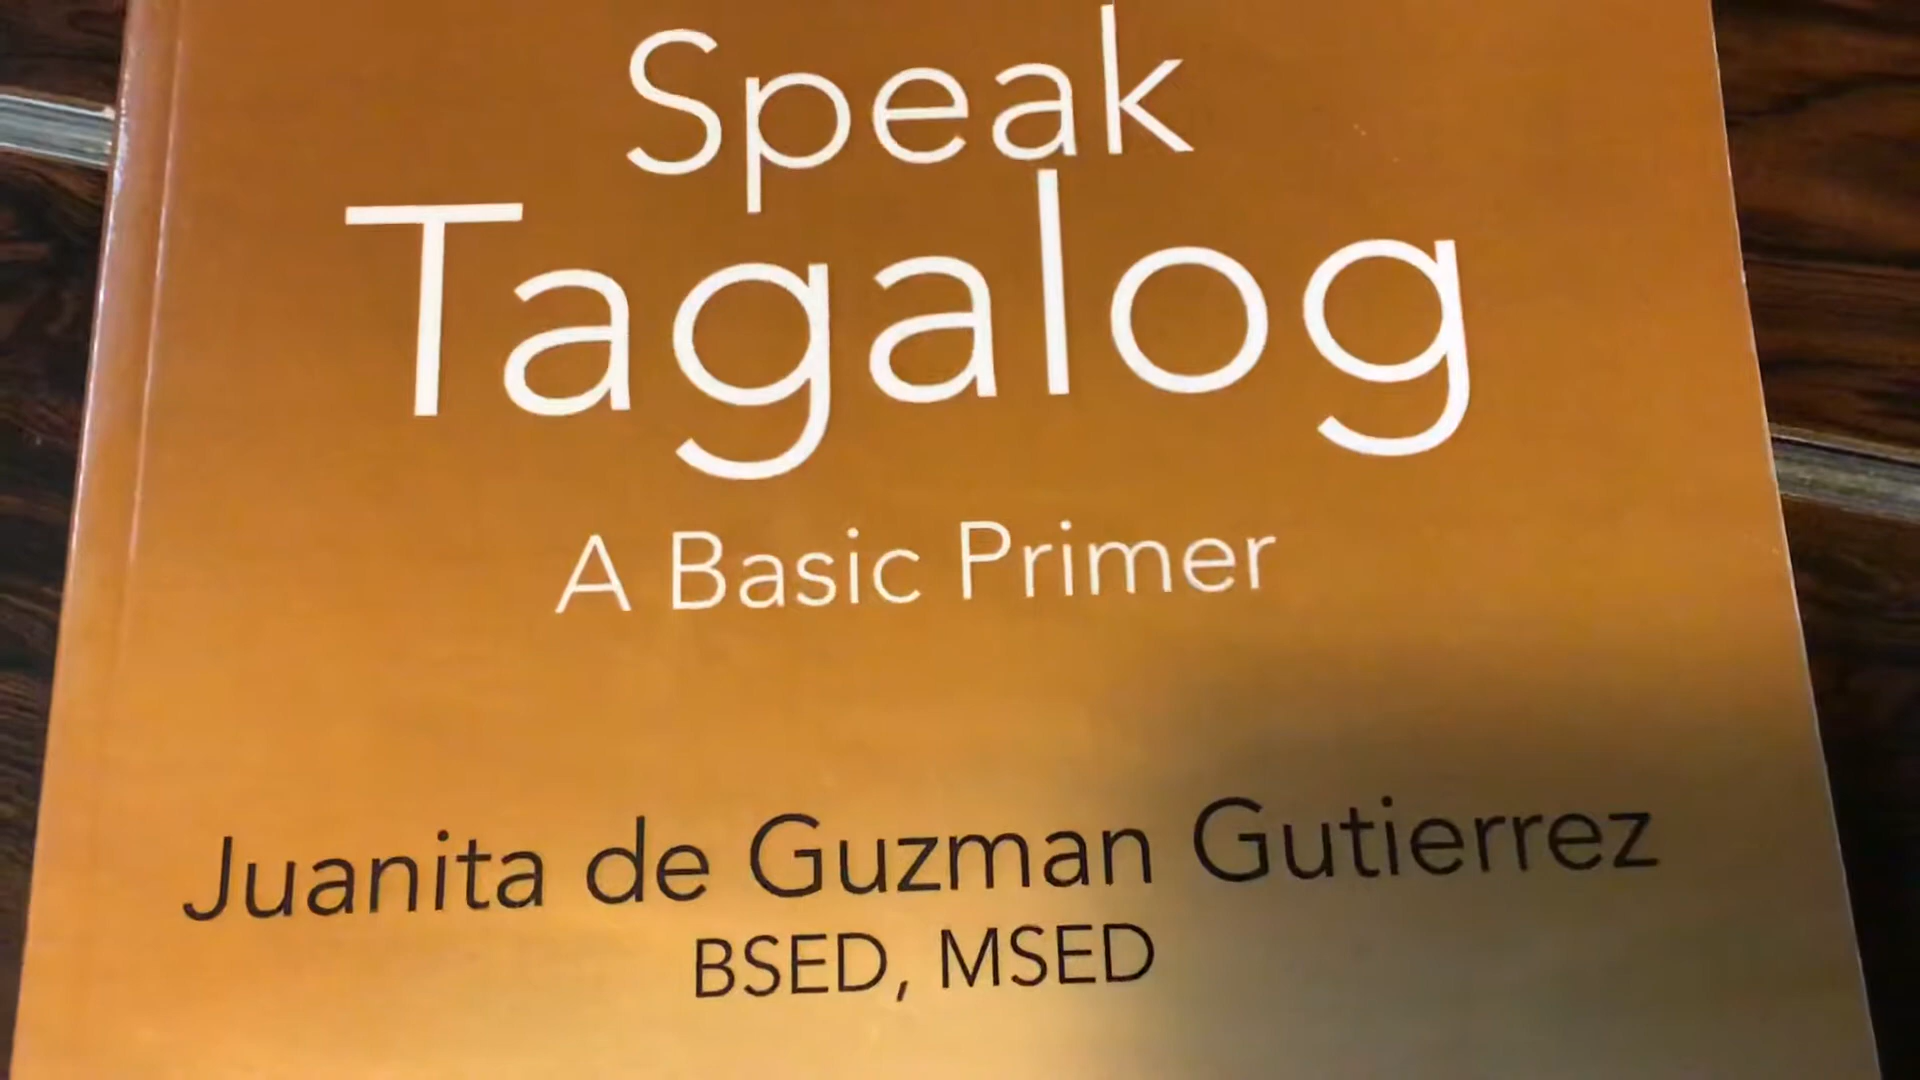 Speak
Tagalog
A Basic Primer
Juanita de Guzman Gutierrez
BSED, MSED